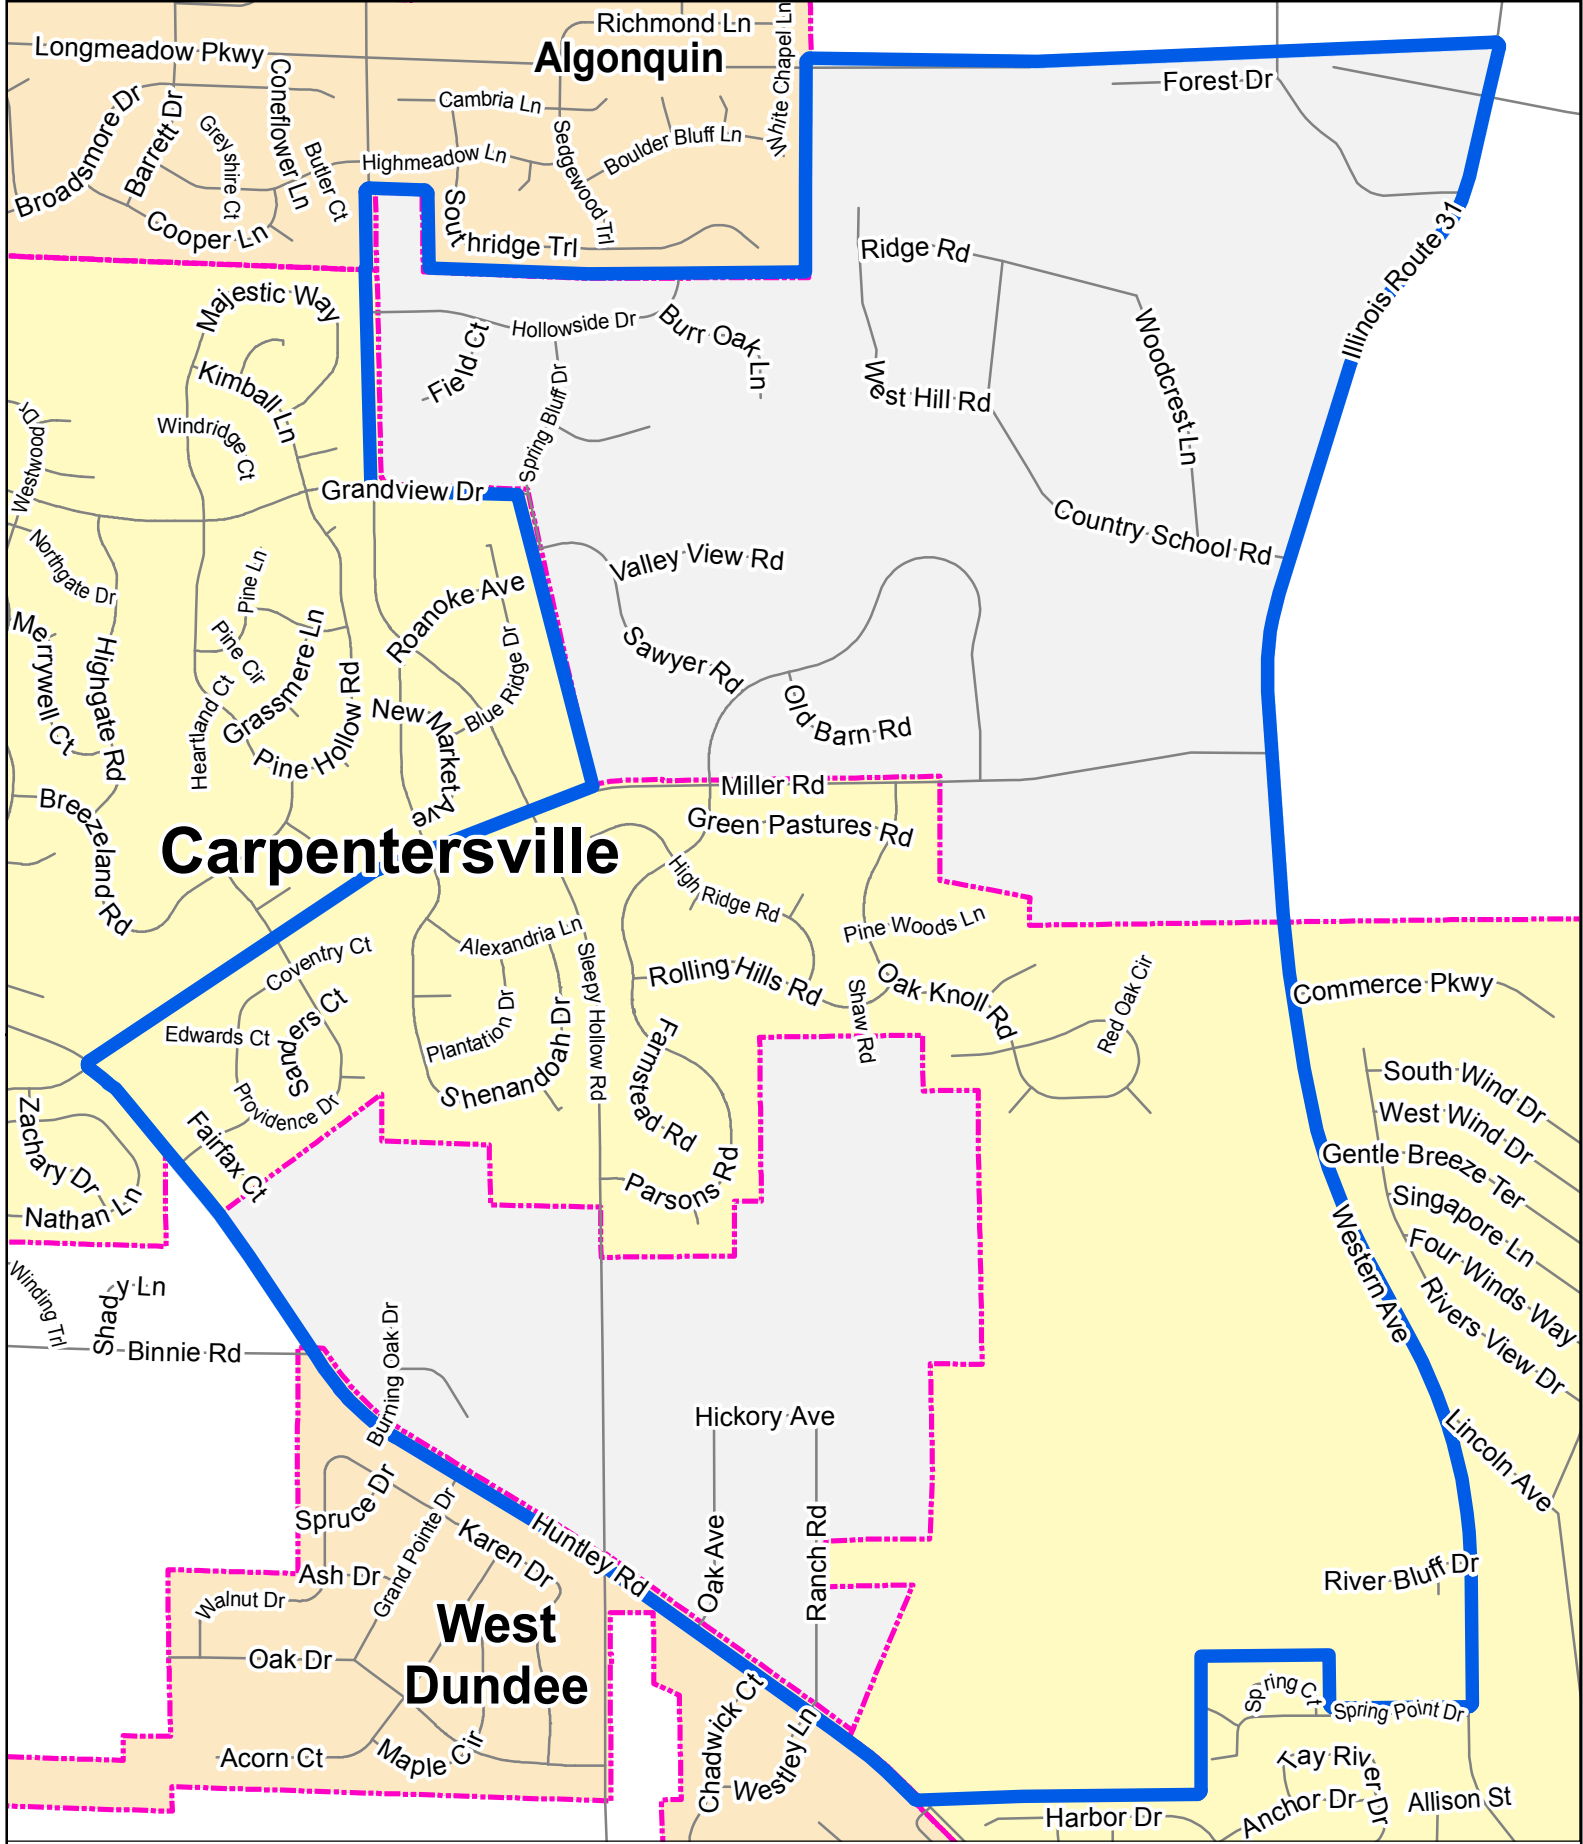 Richmond Ln
Longmeadow Pkwy
Algonquin
White Chapel Ln
Forest Dr
Coneflower Ln
Cambria Ln
Broadsmore Dr
Barrett Dr
Greyshire Ct
Butler Ct
Highmeadow Ln
Sedgewood Trl
Boulder Bluff Ln
Cooper Ln
Southridge Trl
Ridge Rd
Illinois Route 31
Majestic Way
Hollowside Dr
Burr Oak Ln
Field Ct
Woodcrest Ln
Kimball Ln
West Hill Rd
Spring Bluff Dr
Westwood Dr
Windridge Ct
Grandview Dr
Country School Rd
Northgate Dr
Pine Ln
Valley View Rd
Roanoke Ave
Merrywell Ct
Highgate Rd
Pine Cir
Grassmere Ln
Sawyer Rd
Blue Ridge Dr
Heartland Ct
Pine Hollow Rd
New Market Ave
Old Barn Rd
Miller Rd
Breezeland Rd
Green Pastures Rd
Carpentersville
High Ridge Rd
Pine Woods Ln
Coventry Ct
Alexandria Ln
Sleepy Hollow Rd
Rolling Hills Rd
Oak Knoll Rd
Red Oak Cir
Commerce Pkwy
Edwards Ct
Saunders Ct
Plantation Dr
Shenandoah Dr
Farmstead Rd
Shaw Rd
Providence Dr
South Wind Dr
West Wind Dr
Zachary Dr
Fairfax Ct
Gentle Breeze Ter
Nathan Ln
Parsons Rd
Singapore Ln
Western Ave
Four Winds Way
Winding Trl
Shady Ln
Rivers View Dr
Binnie Rd
Burning Oak Dr
Hickory Ave
Lincoln Ave
Spruce Dr
Grand Pointe Dr
Karen Dr
Huntley Rd
Oak Ave
Ranch Rd
Ash Dr
River Bluff Dr
Walnut Dr
West
Dundee
Oak Dr
Chadwick Ct
Spring Ct
Spring Point Dr
Acorn Ct
Maple Cir
Westley Ln
Tay River Dr
Harbor Dr
Anchor Dr
Allison St